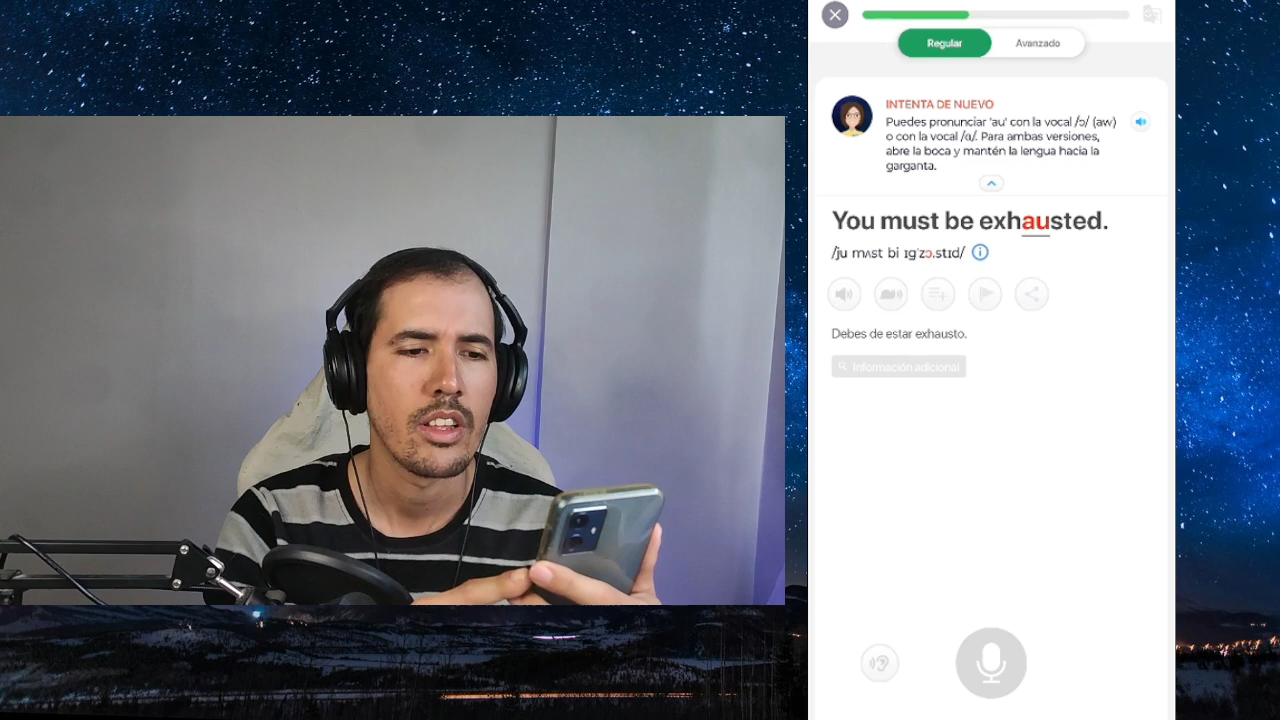 Regular
Avanzado
INTENTA DE NUEVO
Puedes pronunciar 'au' con la vocal /ɔ/ (aw)
o con la vocal /ɑ/. Para ambas versiones,
abre la boca y mantén la lengua hacia la
garganta.
You must be exhausted.
/ju mʌst bi ɪgˈzɔ.stɪd/
Debes de estar exhausto.
Información adicional